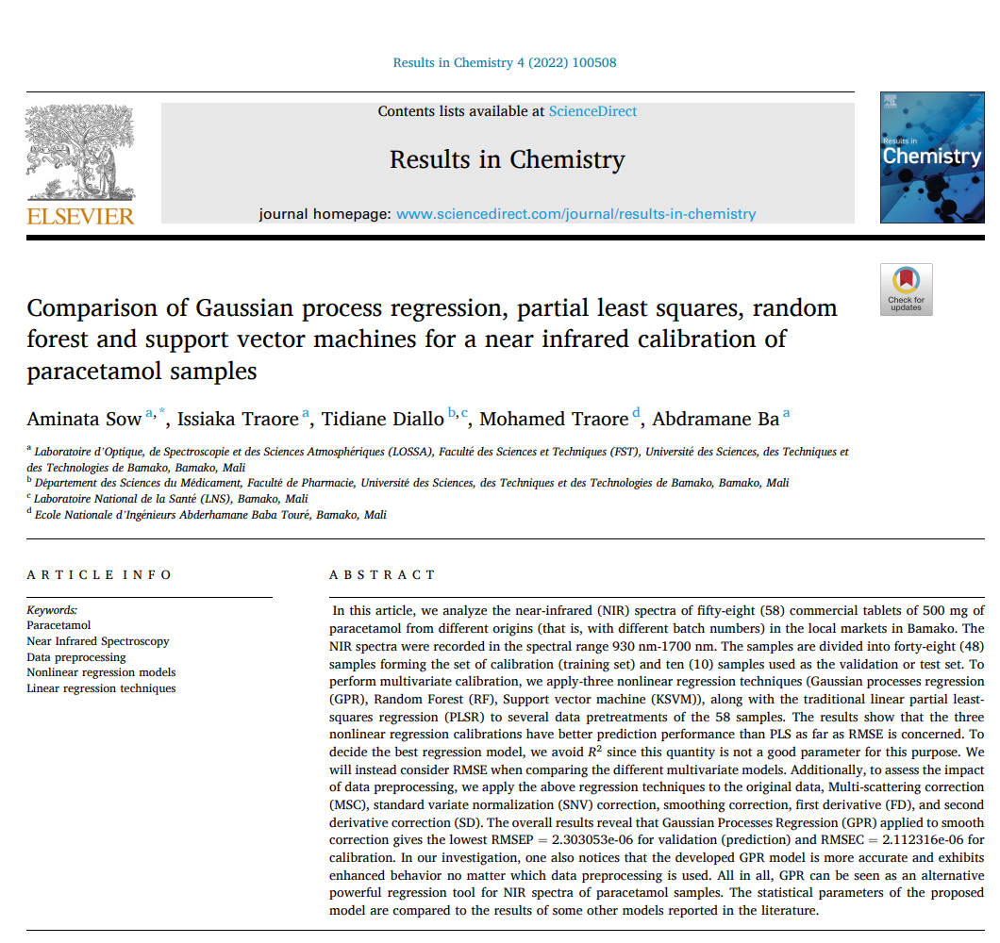 Results in Chemistry 4 (2022) 100508
Contents lists available at ScienceDirect
Results in Chemistry
journal homepage: www.sciencedirect.com/journal/results-in-chemistry
ELSEVIER
Results in
Chemistry
Check for
updates
Comparison of Gaussian process regression, partial least squares, random
forest and support vector machines for a near infrared calibration of
paracetamol samples
Aminata Sow a,*, Issiaka Traore a, Tidiane Diallo b,c, Mohamed Traore d, Abdramane Ba a
a Laboratoire d'Optique, de Spectroscopie et des Sciences Atmosphériques (LOSSA), Faculté des Sciences et Techniques (FST), Université des Sciences, des Techniques et
des Technologies de Bamako, Bamako, Mali
b Département des Sciences du Médicament, Faculté de Pharmacie, Université des Sciences, des Techniques et des Technologies de Bamako, Bamako, Mali
c Laboratoire National de la Santé (LNS), Bamako, Mali
d Ecole Nationale d'Ingénieurs Abderhamane Baba Touré, Bamako, Mali
ARTICLE INFO
Keywords:
Paracetamol
Near Infrared Spectroscopy
Data preprocessing
Nonlinear regression models
Linear regression techniques
ABSTRACT
In this article, we analyze the near-infrared (NIR) spectra of fifty-eight (58) commercial tablets of 500 mg of
paracetamol from different origins (that is, with different batch numbers) in the local markets in Bamako. The
NIR spectra were recorded in the spectral range 930 nm-1700 nm. The samples are divided into forty-eight (48)
samples forming the set of calibration (training set) and ten (10) samples used as the validation or test set. To
perform multivariate calibration, we apply-three nonlinear regression techniques (Gaussian processes regression
(GPR), Random Forest (RF), Support vector machine (KSVM)), along with the traditional linear partial least-
squares regression (PLSR) to several data pretreatments of the 58 samples. The results show that the three
nonlinear regression calibrations have better prediction performance than PLS as far as RMSE is concerned. To
decide the best regression model, we avoid R² since this quantity is not a good parameter for this purpose. We
will instead consider RMSE when comparing the different multivariate models. Additionally, to assess the impact
of data preprocessing, we apply the above regression techniques to the original data, Multi-scattering correction
(MSC), standard variate normalization (SNV) correction, smoothing correction, first derivative (FD), and second
derivative correction (SD). The overall results reveal that Gaussian Processes Regression (GPR) applied to smooth
correction gives the lowest RMSEP = 2.303053e-06 for validation (prediction) and RMSEC = 2.112316e-06 for
calibration. In our investigation, one also notices that the developed GPR model is more accurate and exhibits
enhanced behavior no matter which data preprocessing is used. All in all, GPR can be seen as an alternative
powerful regression tool for NIR spectra of paracetamol samples. The statistical parameters of the proposed
model are compared to the results of some other models reported in the literature.